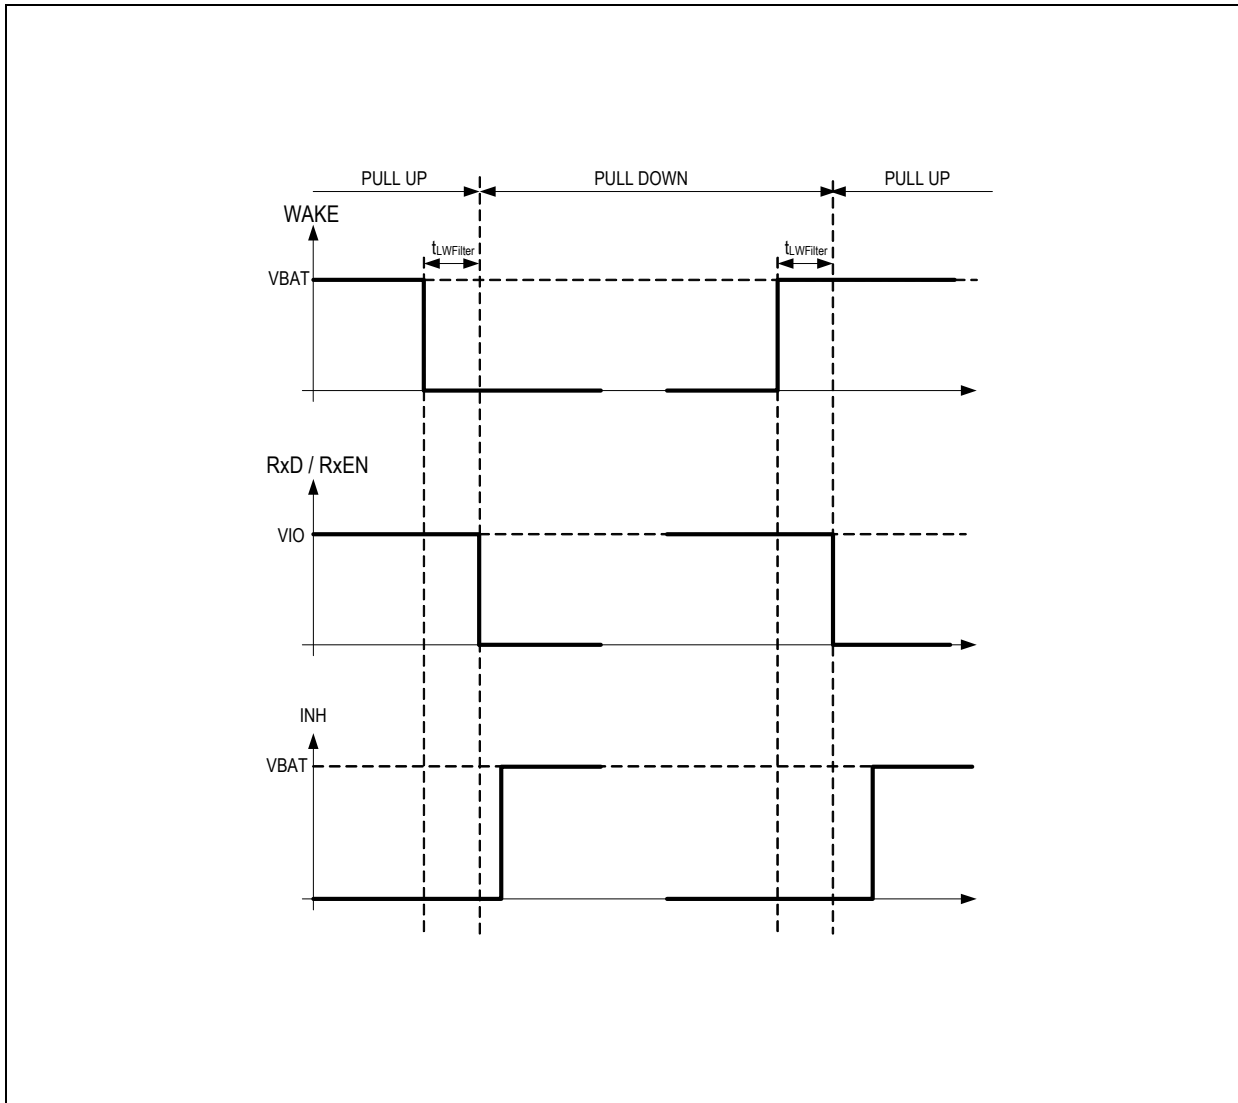 PULL UP PULL DOWN PULL UP
WAKE
tLWFilter tLWFilter
VBAT
RxD / RxEN
VIO
INH
VBAT